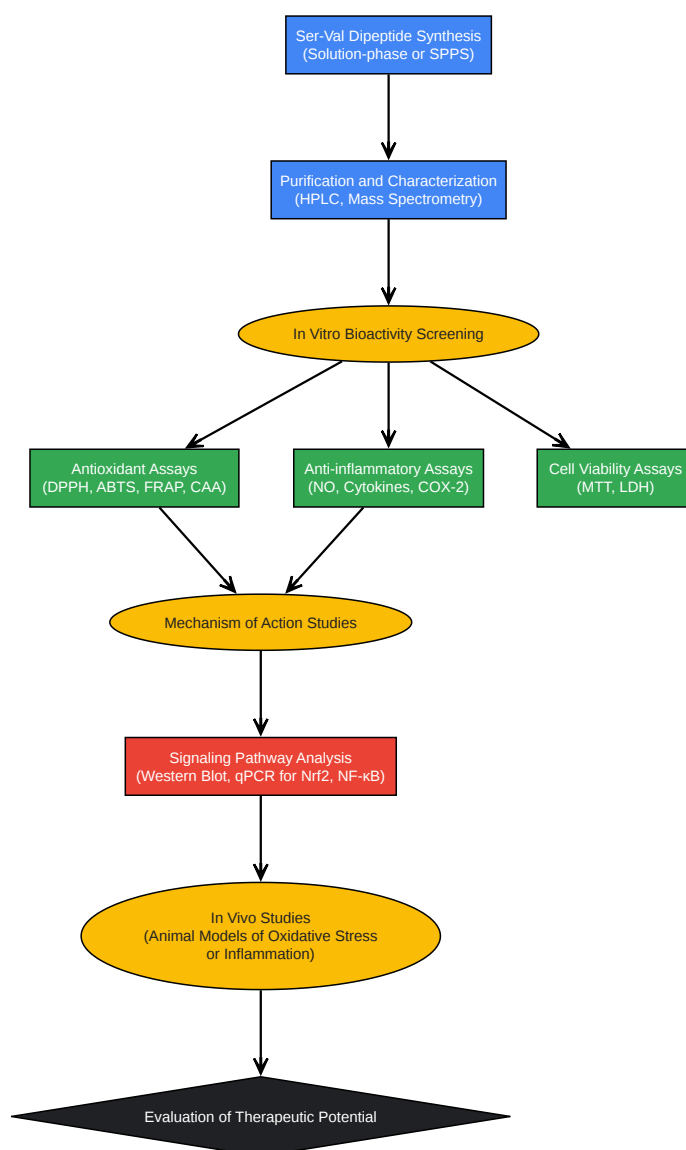 Ser-Val Dipeptide Synthesis
(Solution-phase or SPPS)
Purification and Characterization
(HPLC, Mass Spectrometry)
In Vitro Bioactivity Screening
Antioxidant Assays
(DPPH, ABTS, FRAP, CAA)
Anti-inflammatory Assays
(NO, Cytokines, COX-2)
Cell Viability Assays
(MTT, LDH)
Mechanism of Action Studies
Signaling Pathway Analysis
(Western Blot, qPCR for Nrf2, NF-κB)
In Vivo Studies
(Animal Models of Oxidative Stress
or Inflammation)
Evaluation of Therapeutic Potential